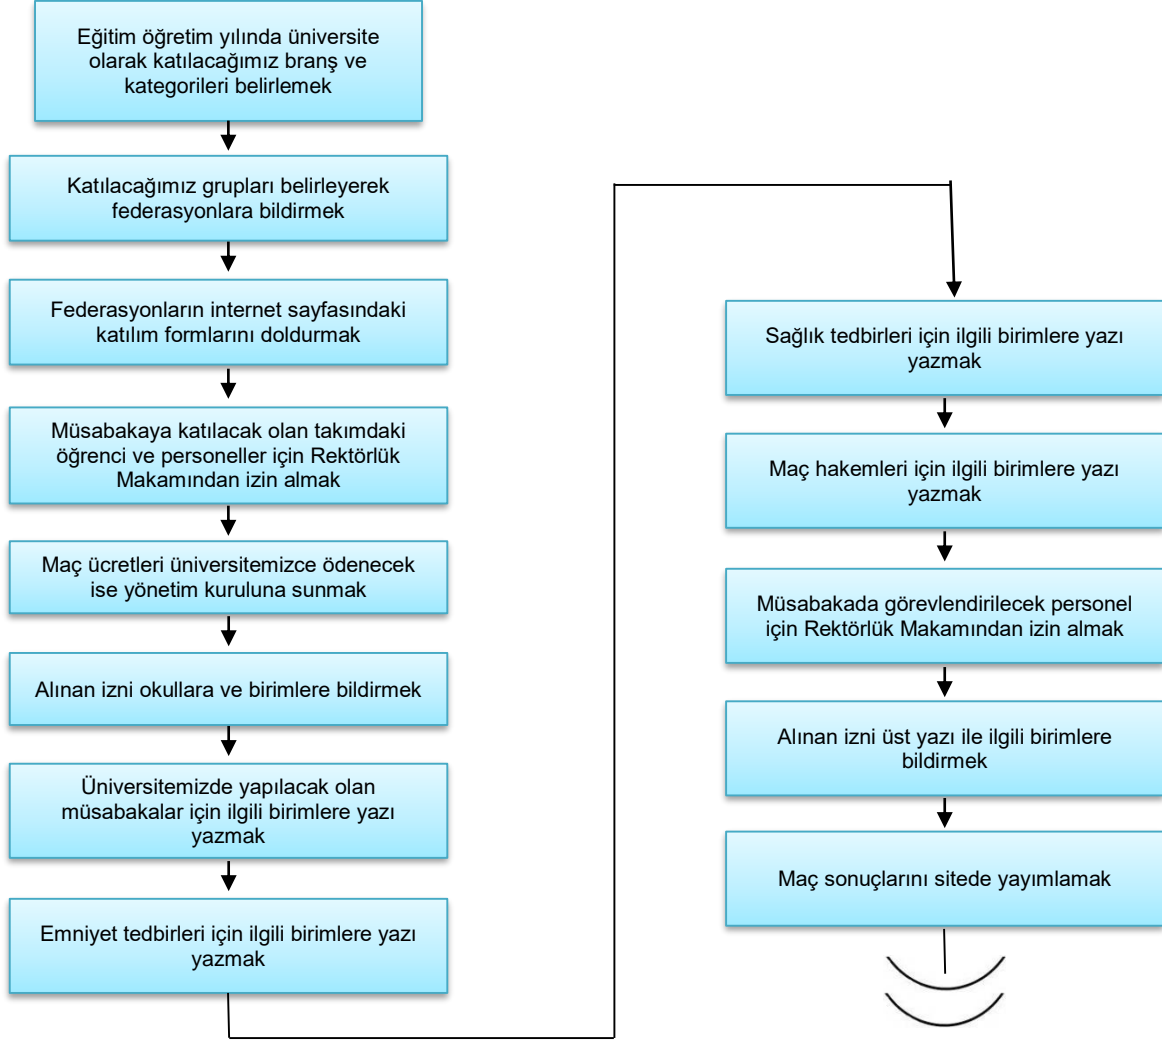 Eğitim öğretim yılında üniversite
olarak katılacağımız branş ve
kategorileri belirlemek
Katılacağımız grupları belirleyerek
federasyonlara bildirmek
Federasyonların internet sayfasındaki
katılım formlarını doldurmak
Müsabakaya katılacak olan takımdaki
öğrenci ve personeller için Rektörlük
Makamından izin almak
Maç ücretleri üniversitemizce ödenecek
ise yönetim kuruluna sunmak
Alınan izni okullara ve birimlere bildirmek
Üniversitemizde yapılacak olan
müsabakalar için ilgili birimlere yazı
yazmak
Emniyet tedbirleri için ilgili birimlere yazı
yazmak
Sağlık tedbirleri için ilgili birimlere yazı
yazmak
Maç hakemleri için ilgili birimlere yazı
yazmak
Müsabakada görevlendirilecek personel
için Rektörlük Makamından izin almak
Alınan izni üst yazı ile ilgili birimlere
bildirmek
Maç sonuçlarını sitede yayımlamak